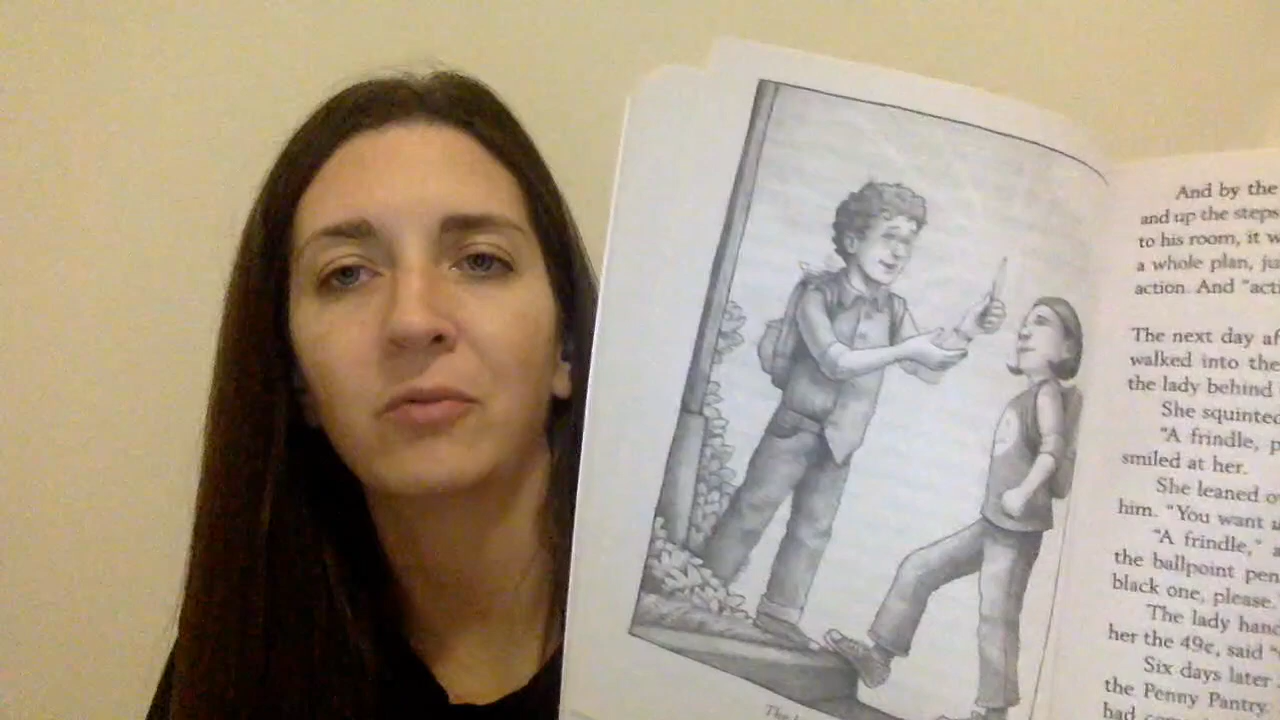 The
And by the
and up the steps
to his room, it
a whole plan,
action. And "acti
The next day
walked into the
the lady behind
She squinted
"A frindle,
smiled at her.
She leaned
him. "You want
"A frindle,"
the ballpoint pen
black one, please.
The lady hand
her the 49¢, said
Six days later
the Penny Pantry
had